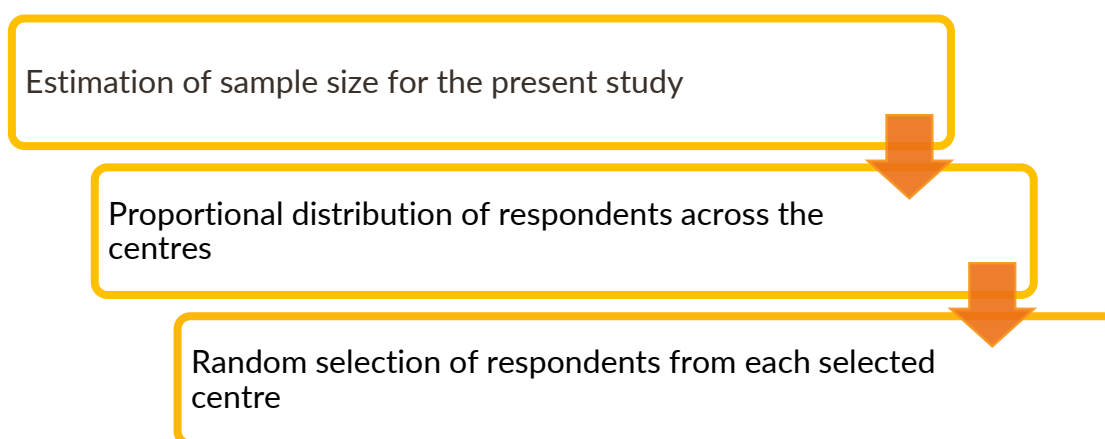 Estimation of sample size for the present study
Proportional distribution of respondents across the
centres
Random selection of respondents from each selected
centre